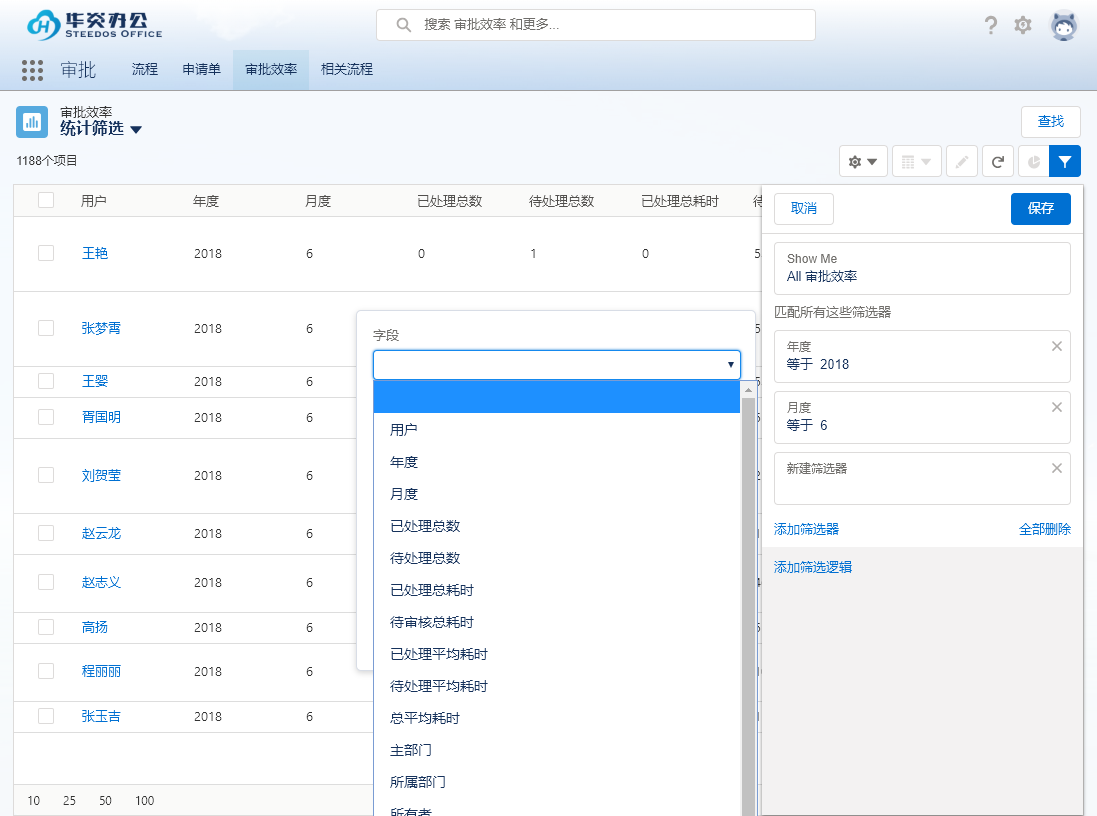 华炎办公
STEEDOS OFFICE
搜索 审批效率 和更多...
审批
流程
申请单
审批效率
相关流程
审批效率
统计筛选
查找
1188个项目
用户 年度 月度 已处理总数 待处理总数 已处理总耗时 待
王艳 2018 6 0 1 0 5
张梦霄 2018 6
王婴 2018 6
胥国明 2018 6
刘贺莹 2018 6
赵云龙 2018 6
赵志义 2018 6
高扬 2018 6
程丽丽 2018 6
张玉吉 2018 6
10 25 50 100
字段
用户
年度
月度
已处理总数
待处理总数
已处理总耗时
待审核总耗时
已处理平均耗时
待处理平均耗时
总平均耗时
主部门
所属部门
所有者
取消
保存
Show Me
All 审批效率
匹配所有这些筛选器
年度
等于 2018
月度
等于 6
新建筛选器
添加筛选器
全部删除
添加筛选逻辑